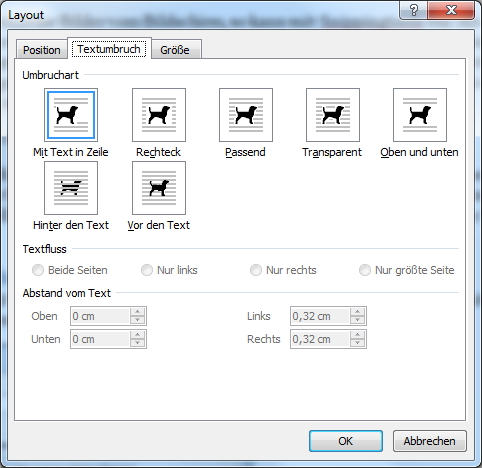 Layout
Position Textumbruch Größe
Umbruchart
Mit Text in Zeile Rechteck Passend Transparent Oben und unten
Hinter den Text Vor den Text
Textfluss
Beide Seiten Nur links Nur rechts Nur größte Seite
Abstand vom Text
Oben 0 cm Links 0,32 cm
Unten 0 cm Rechts 0,32 cm
OK Abbrechen